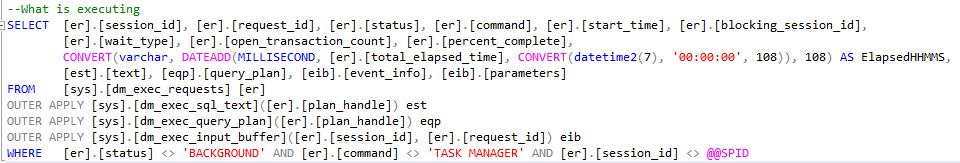 --What is executing
SELECT [er].[session_id], [er].[request_id], [er].[status], [er].[command], [er].[start_time], [er].[blocking_session_id],
[er].[wait_type], [er].[open_transaction_count], [er].[percent_complete],
CONVERT(varchar, DATEADD(MILLISECOND, [er].[total_elapsed_time], CONVERT(datetime2(7), '00:00:00', 108)), 108) AS ElapsedHHMMS,
[est].[text], [eqp].[query_plan], [eib].[event_info], [eib].[parameters]
FROM [sys].[dm_exec_requests] [er]
OUTER APPLY [sys].[dm_exec_sql_text]([er].[plan_handle]) est
OUTER APPLY [sys].[dm_exec_query_plan]([er].[plan_handle]) eqp
OUTER APPLY [sys].[dm_exec_input_buffer]([er].[session_id], [er].[request_id]) eib
WHERE [er].[status] <> 'BACKGROUND' AND [er].[command] <> 'TASK MANAGER' AND [er].[session_id] <> @@SPID